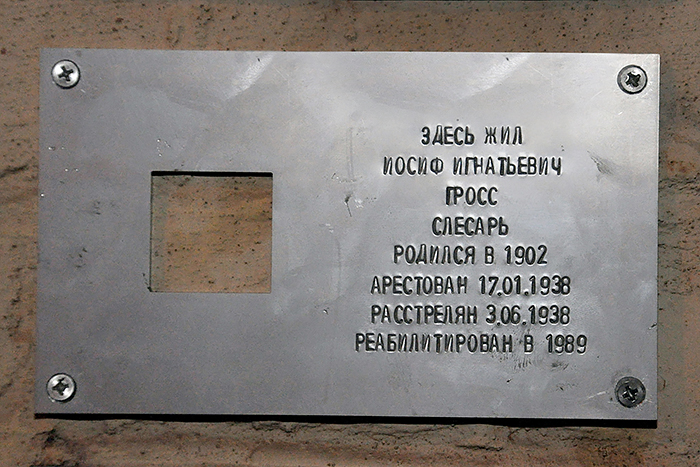 ЗДЕСЬ ЖИЛ
ИОСИФ ИГНАТЬЕВИЧ
ГРОСС
СЛЕСАРЬ
РОДИЛСЯ В 1902
АРЕСТОВАН 17.01.1938
РАССТРЕЛЯН 3.06.1938
РЕАБИЛИТИРОВАН В 1989